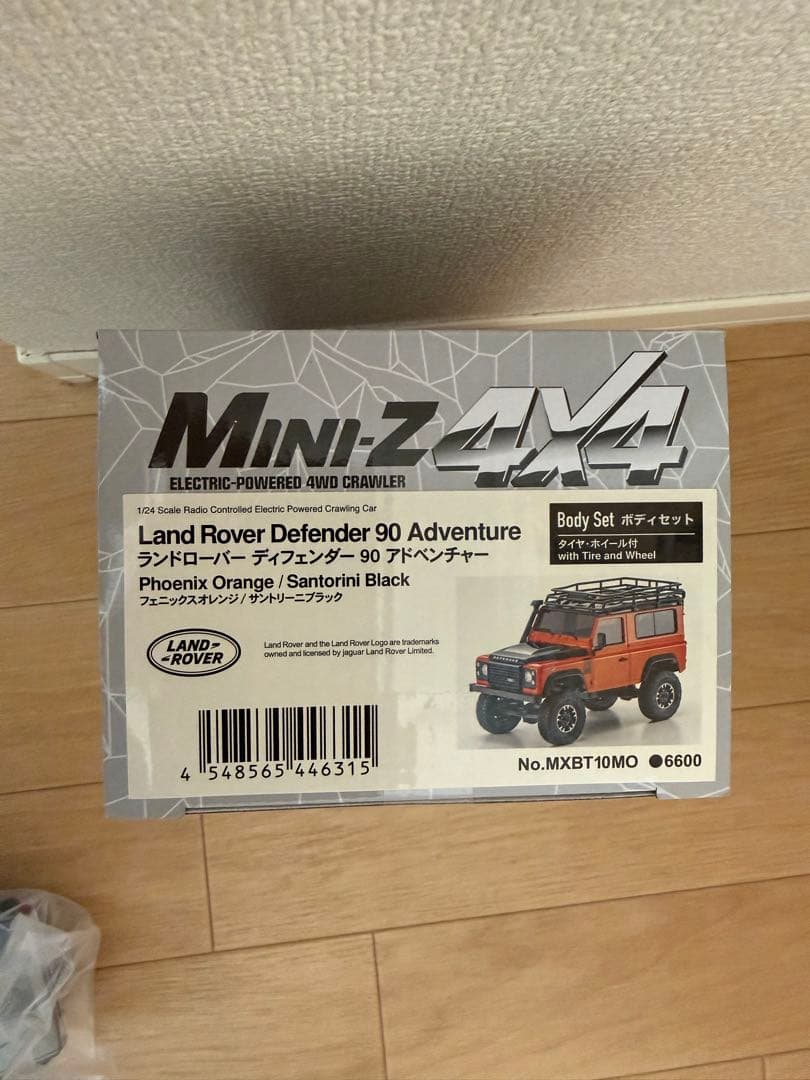 MINI-Z 4X4
ELECTRIC-POWERED 4WD CRAWLER
1/24 Scale Radio Controlled Electric Powered Crawling Car
Land Rover Defender 90 Adventure
ランドローバー ディフェンダー 90 アドベンチャー
Phoenix Orange / Santorini Black
フェニックスオレンジ / サントリーニブラック
Body Set ボディセット
タイヤ・ホイール付
with Tire and Wheel
LAND-
-ROVER
Land Rover and the Land Rover Logo are trademarks
owned and licensed by jaguar Land Rover Limited.
DEFENDER
4 548565 446315
No.MXBT10MO ●6600